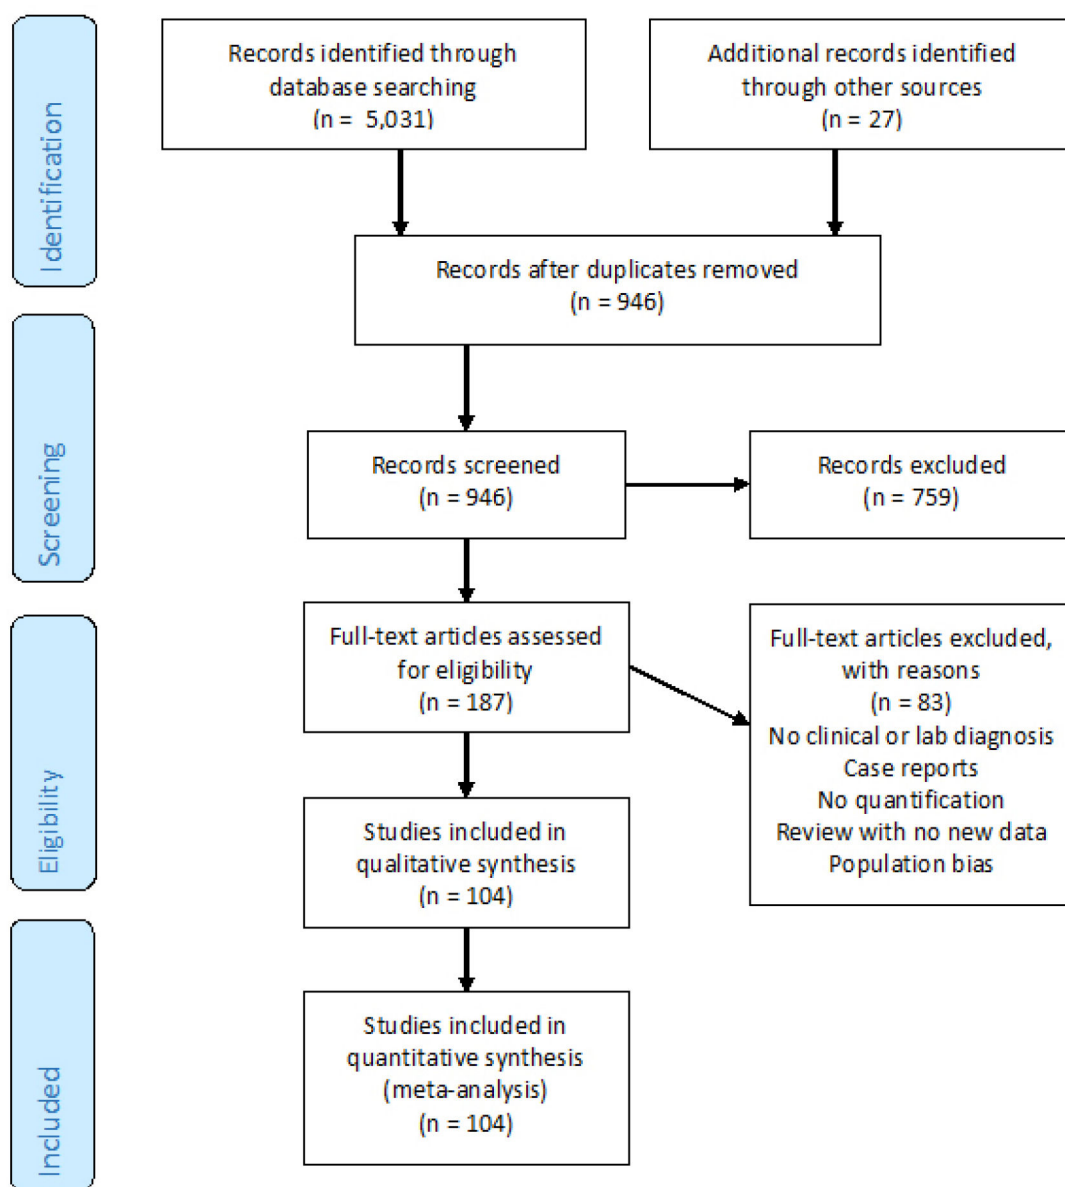 Identification
Records identified through
database searching
(n = 5,031)
Additional records identified
through other sources
(n = 27)
Records after duplicates removed
(n = 946)
Screening
Records screened
(n = 946)
Records excluded
(n = 759)
Eligibility
Full-text articles assessed
for eligibility
(n = 187)
Full-text articles excluded,
with reasons
(n = 83)
No clinical or lab diagnosis
Case reports
No quantification
Review with no new data
Population bias
Studies included in
qualitative synthesis
(n = 104)
Included
Studies included in
quantitative synthesis
(meta-analysis)
(n = 104)